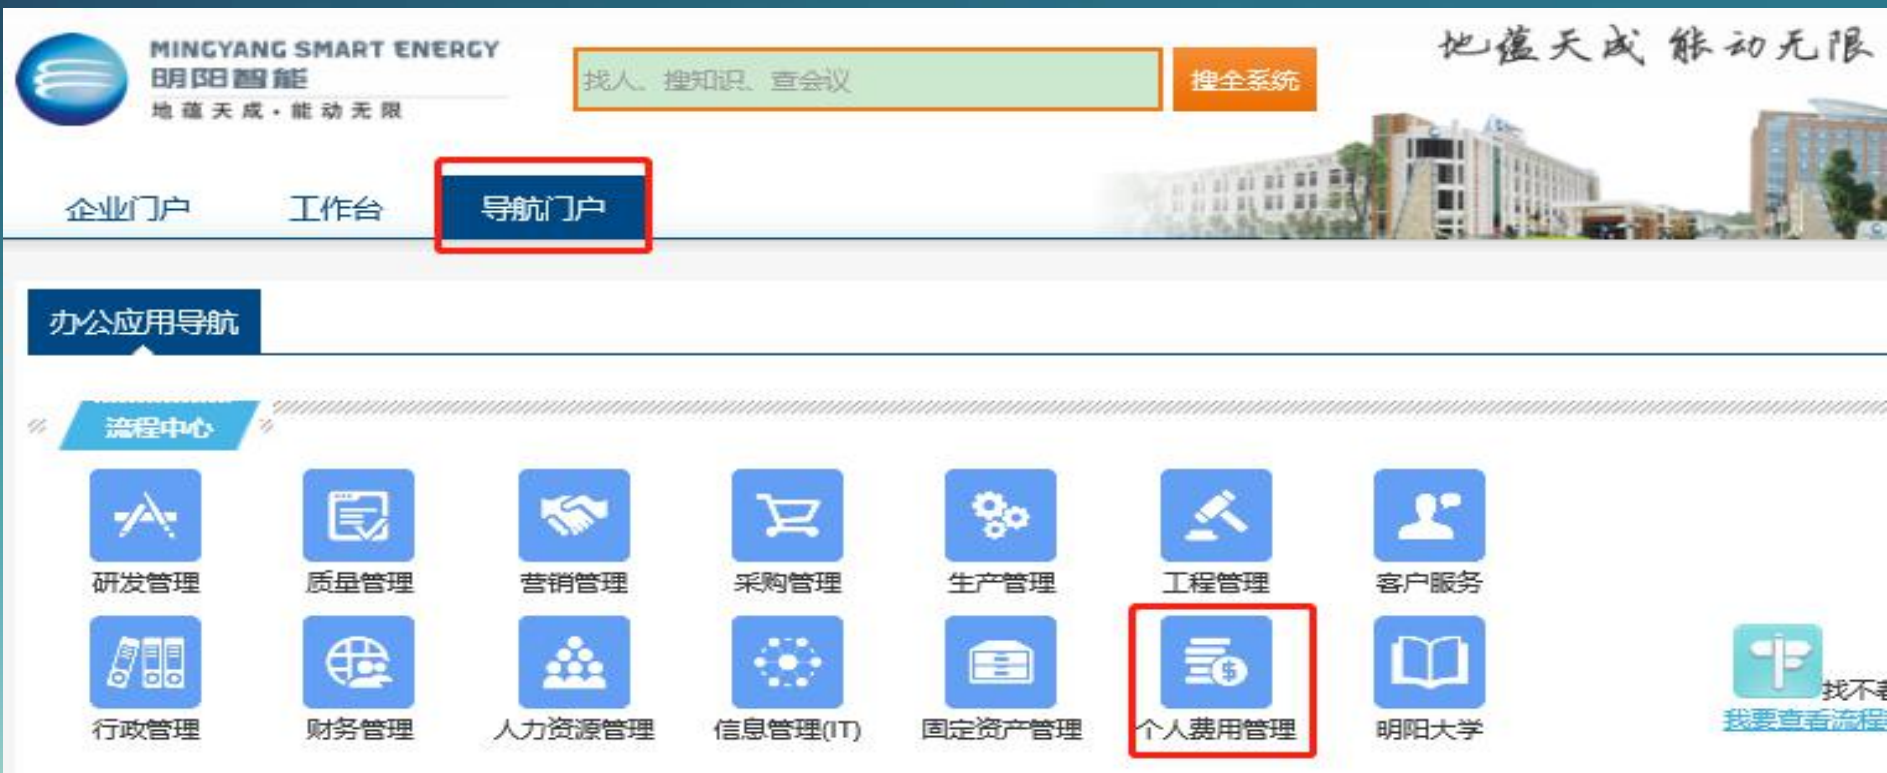 MINGYANG SMART ENERGY
明阳智能
地蕴天成·能动无限
找人、搜知识、查会议
搜全系统
地蕴天成 能动无限
企业门户
工作台
导航门户
办公应用导航
流程中心
研发管理
质量管理
营销管理
采购管理
生产管理
工程管理
客户服务
行政管理
财务管理
人力资源管理
信息管理(IT)
固定资产管理
个人费用管理
明阳大学
找不着
我要查看流程